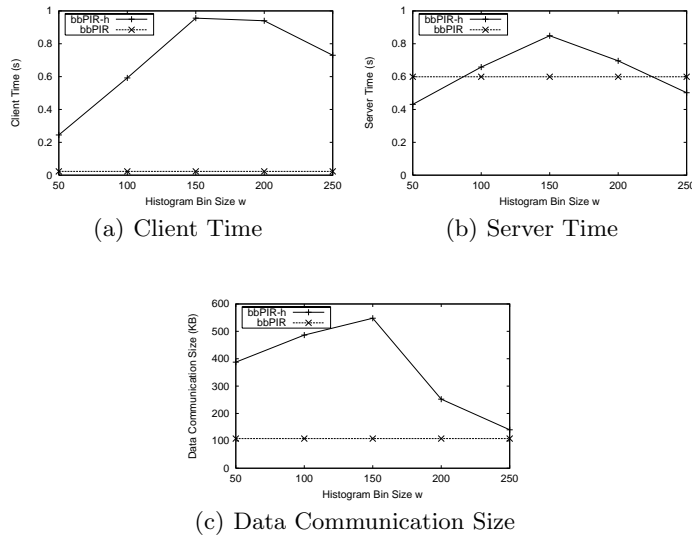 1
0.8
0.6
0.4
0.2
0
bbPIR-h
bbPIR
Client Time (s)
50 100 150 200 250
Histogram Bin Size w
(a) Client Time
1
0.8
0.6
0.4
0.2
0
bbPIR-h
bbPIR
Server Time (s)
50 100 150 200 250
Histogram Bin Size w
(b) Server Time
600
500
400
300
200
100
0
bbPIR-h
bbPIR
Data Communication Size (KB)
50 100 150 200 250
Histogram Bin Size w
(c) Data Communication Size